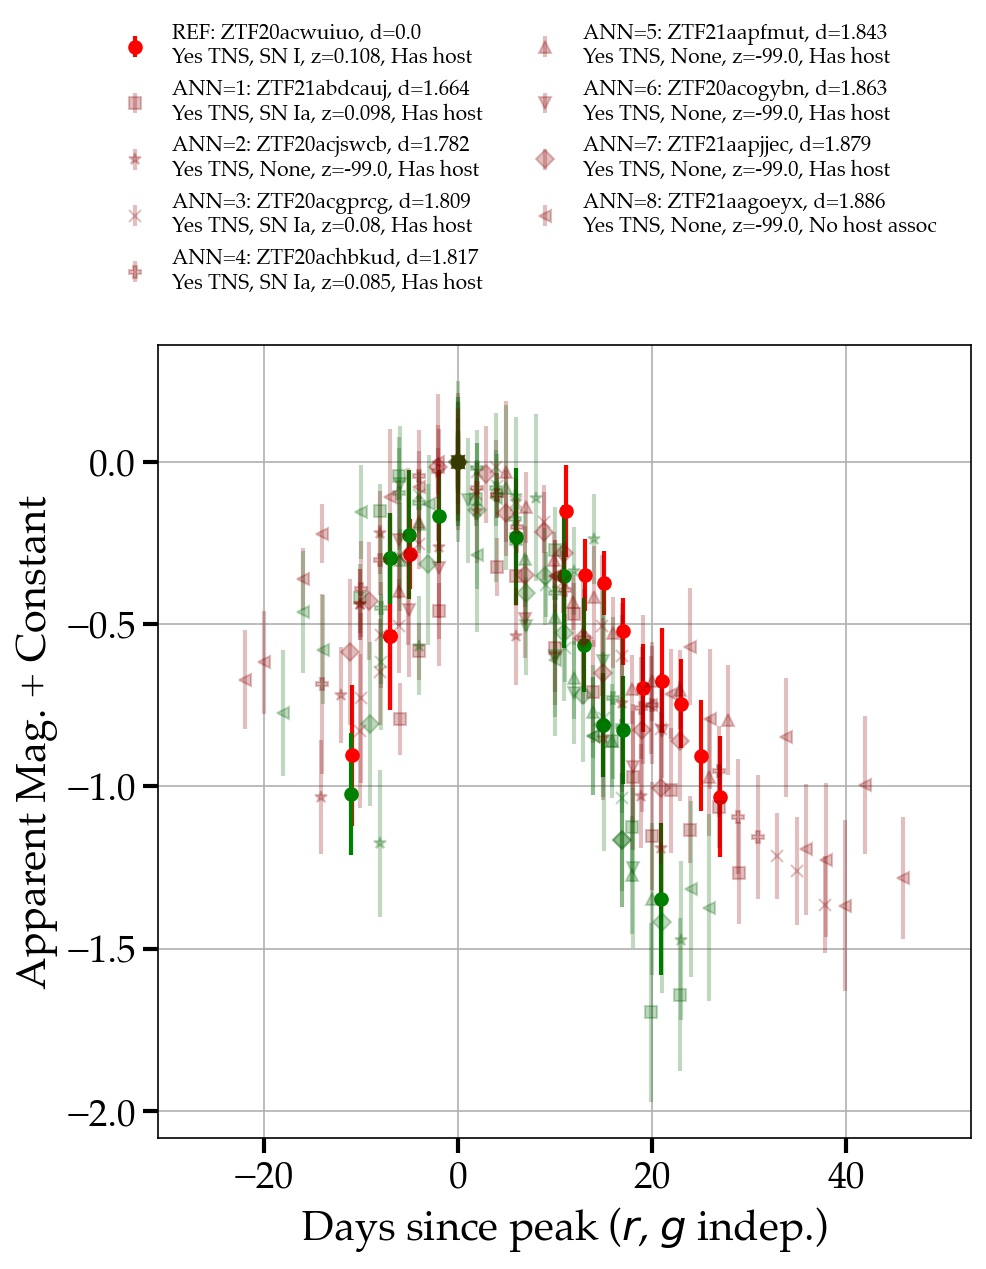 REF: ZTF20acwuiuo, d=0.0
Yes TNS, SN I, z=0.108, Has host
ANN=1: ZTF21abdcauj, d=1.664
Yes TNS, SN Ia, z=0.098, Has host
ANN=2: ZTF20acjswcb, d=1.782
Yes TNS, None, z=-99.0, Has host
ANN=3: ZTF20acgprcg, d=1.809
Yes TNS, SN Ia, z=0.08, Has host
ANN=4: ZTF20achbkud, d=1.817
Yes TNS, SN Ia, z=0.085, Has host
ANN=5: ZTF21aapfmut, d=1.843
Yes TNS, None, z=-99.0, Has host
ANN=6: ZTF20acogybn, d=1.863
Yes TNS, None, z=-99.0, Has host
ANN=7: ZTF21aapjjec, d=1.879
Yes TNS, None, z=-99.0, Has host
ANN=8: ZTF21aagoeyx, d=1.886
Yes TNS, None, z=-99.0, No host assoc
Apparent Mag. + Constant
0.0
−0.5
−1.0
−1.5
−2.0
−20
0
20
40
Days since peak (r, g indep.)